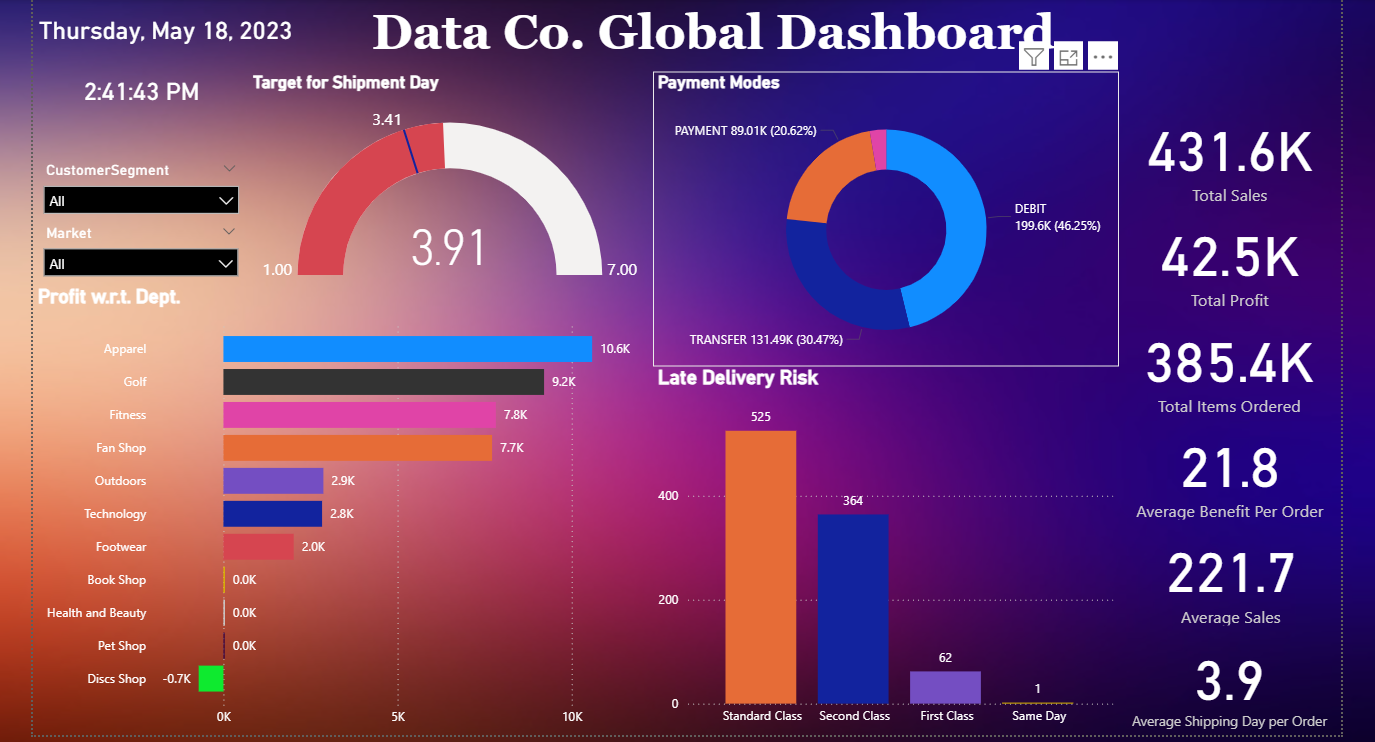 Thursday, May 18, 2023
Data Co. Global Dashboard
2:41:43 PM
CustomerSegment
All
Market
All
Target for Shipment Day
3.41
3.91
1.00
7.00
Payment Modes
PAYMENT 89.01K (20.62%)
DEBIT
199.6K (46.25%)
TRANSFER 131.49K (30.47%)
431.6K
Total Sales
42.5K
Total Profit
385.4K
Total Items Ordered
21.8
Average Benefit Per Order
221.7
Average Sales
3.9
Average Shipping Day per Order
Profit w.r.t. Dept.
Apparel 10.6K
Golf 9.2K
Fitness 7.8K
Fan Shop 7.7K
Outdoors 2.9K
Technology 2.8K
Footwear 2.0K
Book Shop 0.0K
Health and Beauty 0.0K
Pet Shop 0.0K
Discs Shop -0.7K
0K 5K 10K
Late Delivery Risk
525
400
364
200
62
1
0
Standard Class Second Class First Class Same Day